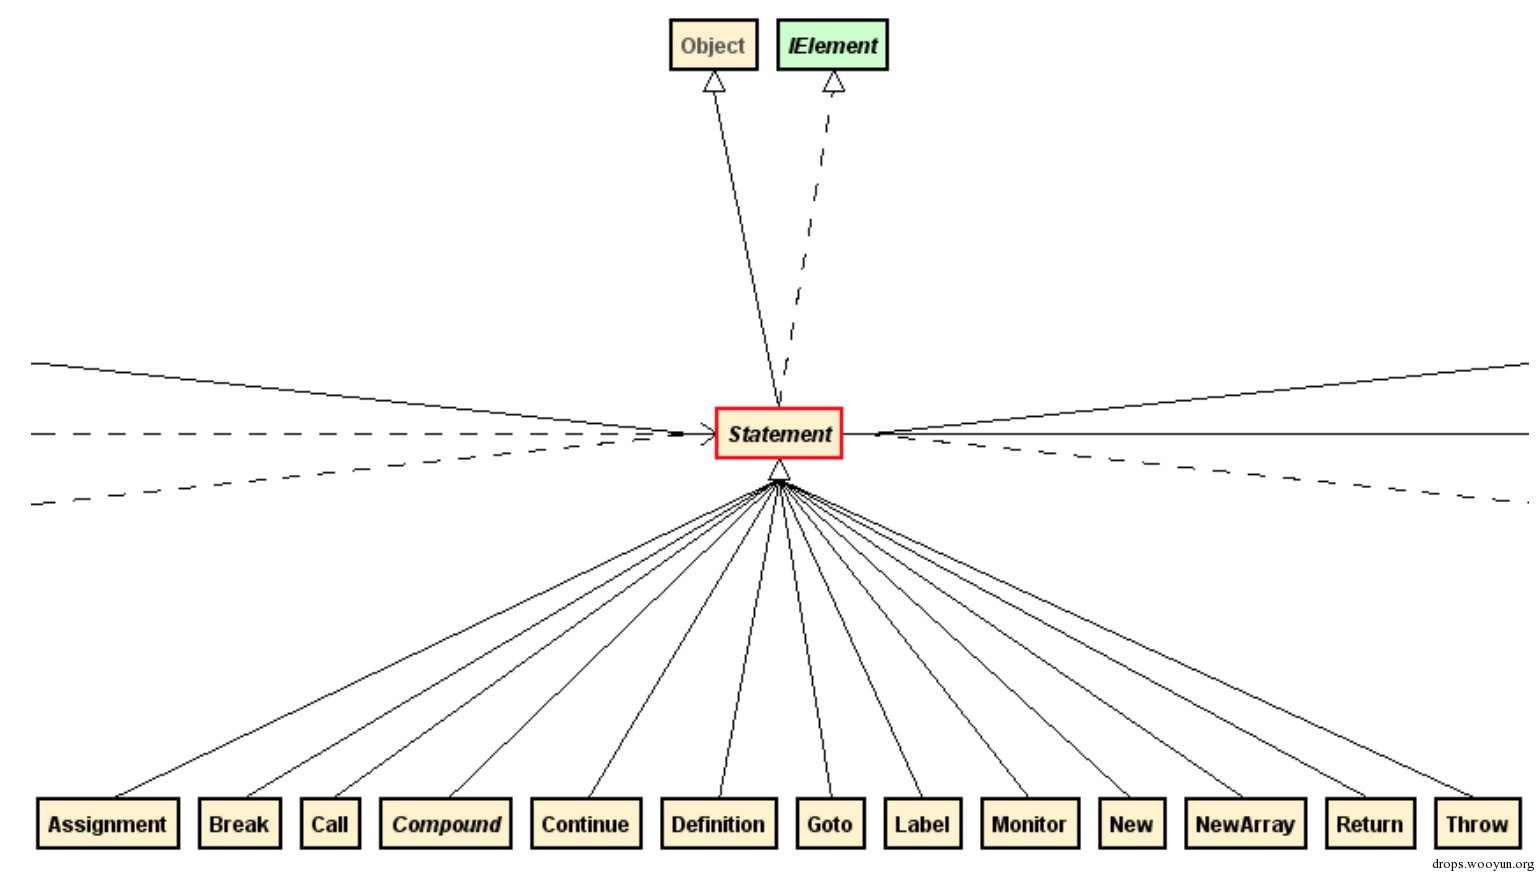 Object IElement
Statement
Assignment Break Call Compound Continue Definition Goto Label Monitor New NewArray Return Throw
drops.wooyun.org